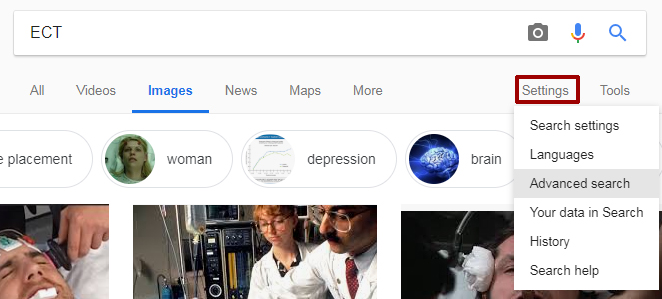 ECT
All Videos Images News Maps More Settings Tools
Search settings
Languages
Advanced search
Your data in Search
History
Search help
e placement woman depression brain